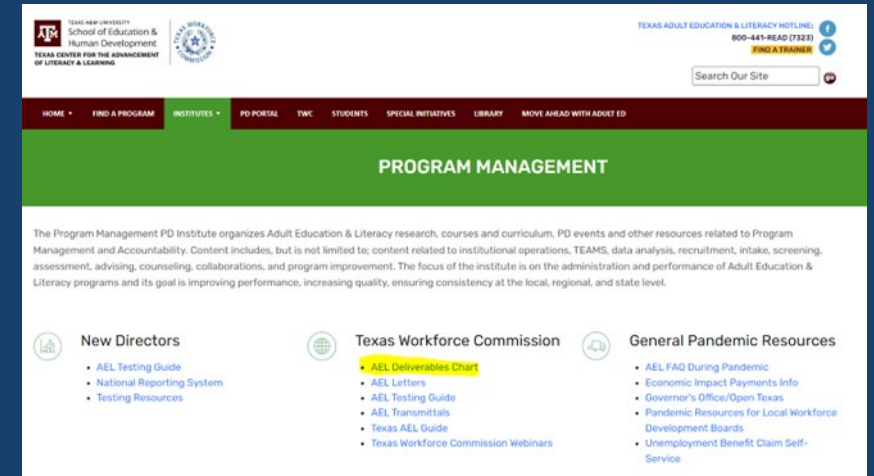 TEXAS A&M UNIVERSITY
School of Education &
Human Development
TEXAS CENTER FOR THE ADVANCEMENT
OF LITERACY & LEARNING
TEXAS WORKFORCE
COMMISSION
TEXAS ADULT EDUCATION & LITERACY HOTLINE:
800-441-READ (7323)
FIND A TRAINER
Search Our Site
HOME FIND A PROGRAM INSTITUTES PD PORTAL TWC STUDENTS SPECIAL INITIATIVES LIBRARY MOVE AHEAD WITH ADULT ED
PROGRAM MANAGEMENT
The Program Management PD Institute organizes Adult Education & Literacy research, courses and curriculum, PD events and other resources related to Program
Management and Accountability. Content includes, but is not limited to; content related to institutional operations, TEAMS, data analysis, recruitment, intake, screening,
assessment, advising, counseling, collaborations, and program improvement. The focus of the institute is on the administration and performance of Adult Education &
Literacy programs and its goal is improving performance, increasing quality, ensuring consistency at the local, regional, and state level.
New Directors
• AEL Testing Guide
• National Reporting System
• Testing Resources
Texas Workforce Commission
• AEL Deliverables Chart
• AEL Letters
• AEL Testing Guide
• AEL Transmittals
• Texas AEL Guide
• Texas Workforce Commission Webinars
General Pandemic Resources
• AEL FAQ During Pandemic
• Economic Impact Payments Info
• Governor's Office/Open Texas
• Pandemic Resources for Local Workforce
Development Boards
• Unemployment Benefit Claim Self-
Service